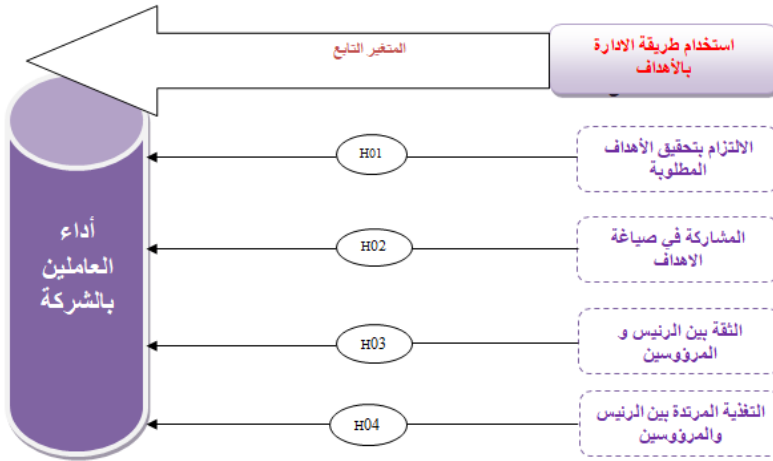 استخدام طريقة الادارة
بالأهداف
المتغير التابع
الالتزام بتحقيق الأهداف
المطلوبة
H01
المشاركة في صياغة
الاهداف
H02
الثقة بين الرئيس و
المرؤوسين
H03
التغذية المرتدة بين الرئيس
والمرؤوسين
H04
أداء
العاملين
بالشركة